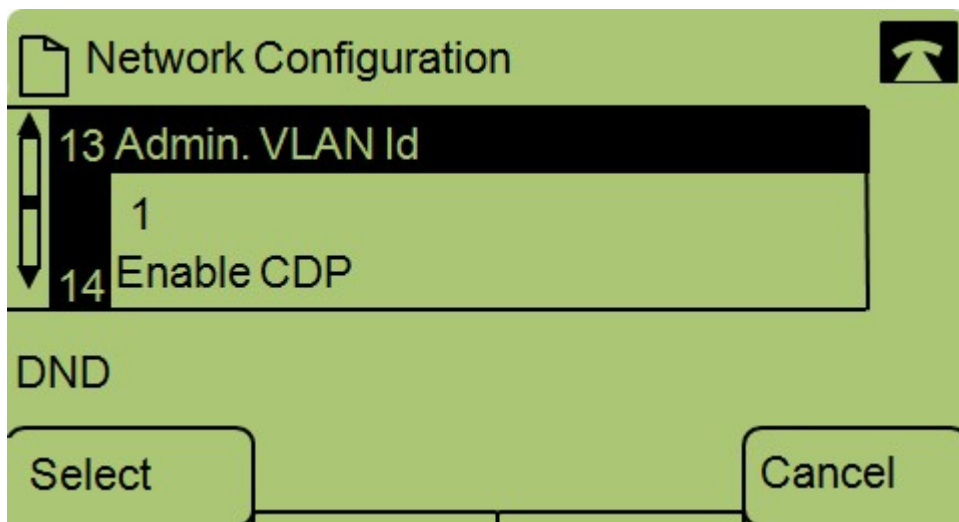 Network Configuration
13 Admin. VLAN Id
1
14 Enable CDP
DND
Select
Cancel